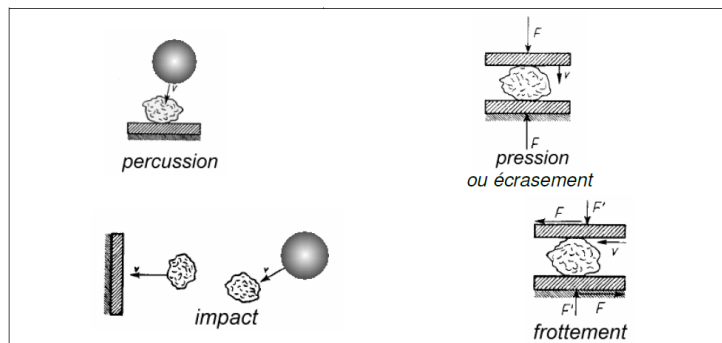 v
percussion
F
v
F
pression
ou écrasement
v
v
impact
F
F'
v
F'
F
frottement